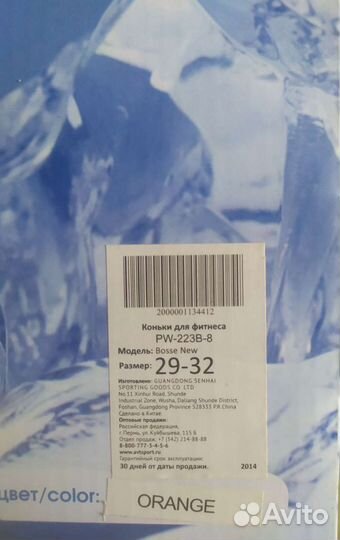 2000001134412
Коньки для фитнеса
PW-223B-8
Модель: Bosse New
Размер: 29-32
Изготовлено: GUANGDONG SENHAI
SPORTING GOODS CO LTD
No.11 Xinhui Road, Shunde
Industrial Zone, Wusha, Daliang Shunde District,
Foshan, Guangdong Province 528333 P.R.China
Сделано в Китае
Оптовые продажи:
Российская федерация,
г.Пермь, ул.Куйбышева, 115 Б
Отдел продаж: +7 (342) 214-88-88
8-800-777-5-4-5-6
www.avtsport.ru
Гарантийный срок эксплуатации:
30 дней от даты продажи. 2014
цвет/color:
ORANGE
Avito